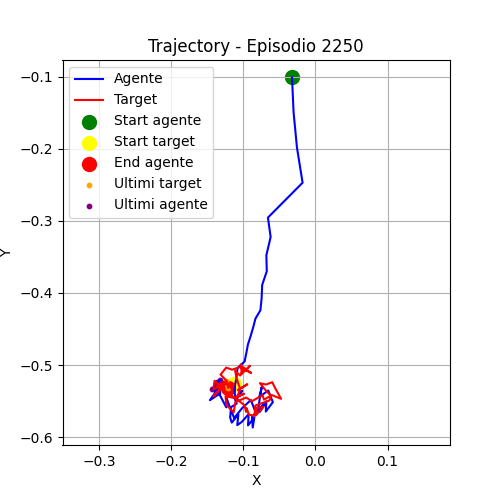 Trajectory - Episodio 2250
Agente
Target
Start agente
Start target
End agente
Ultimi target
Ultimi agente
−0.1
−0.2
−0.3
−0.4
−0.5
−0.6
Y
−0.3
−0.2
−0.1
0.0
0.1
X